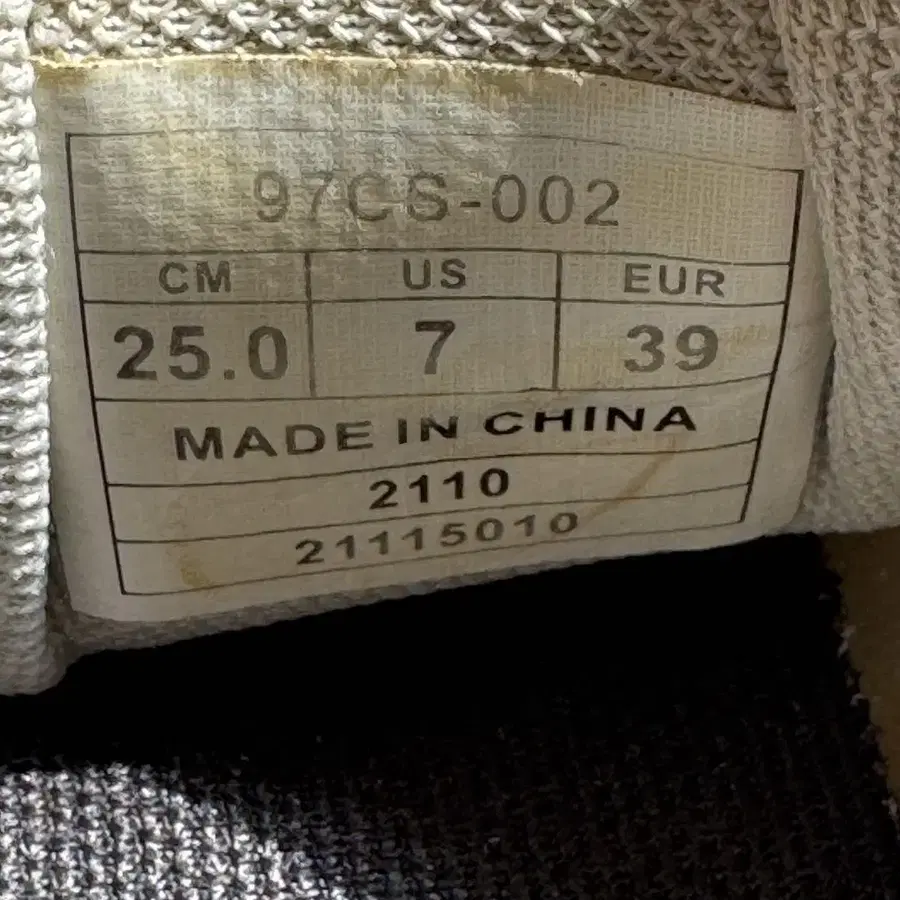 97CS-002
CM US EUR
25.0 7 39
MADE IN CHINA
2110
21115010